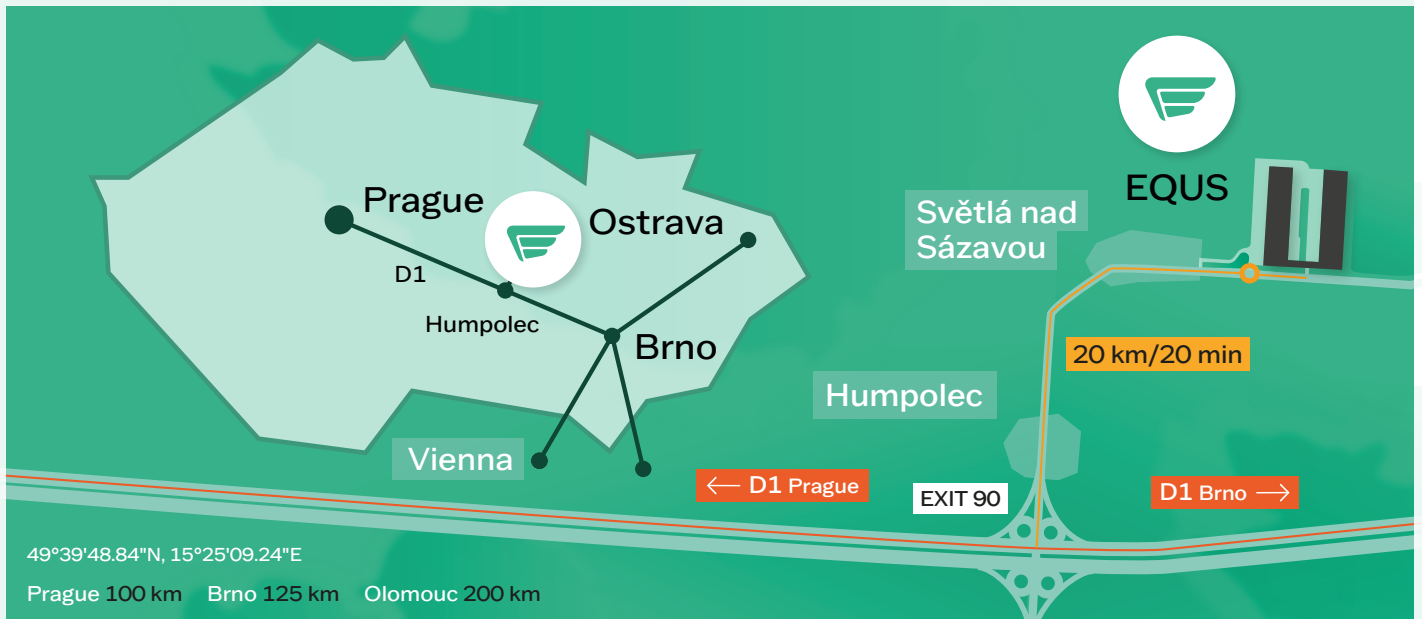 Prague
Ostrava
D1
Humpolec
Brno
Vienna
EQUS
Světlá nad
Sázavou
20 km/20 min
Humpolec
← D1 Prague
EXIT 90
D1 Brno →
49°39'48.84"N, 15°25'09.24"E
Prague 100 km Brno 125 km Olomouc 200 km